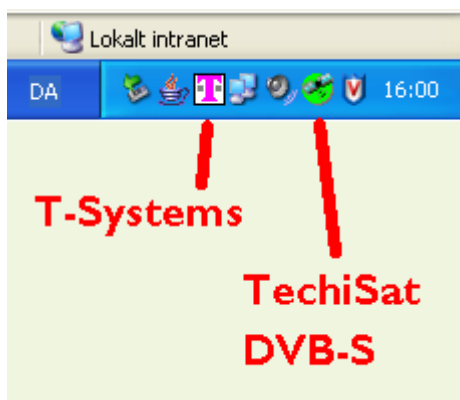 Lokalt intranet
DA T 16:00
T-Systems
TechiSat
DVB-S